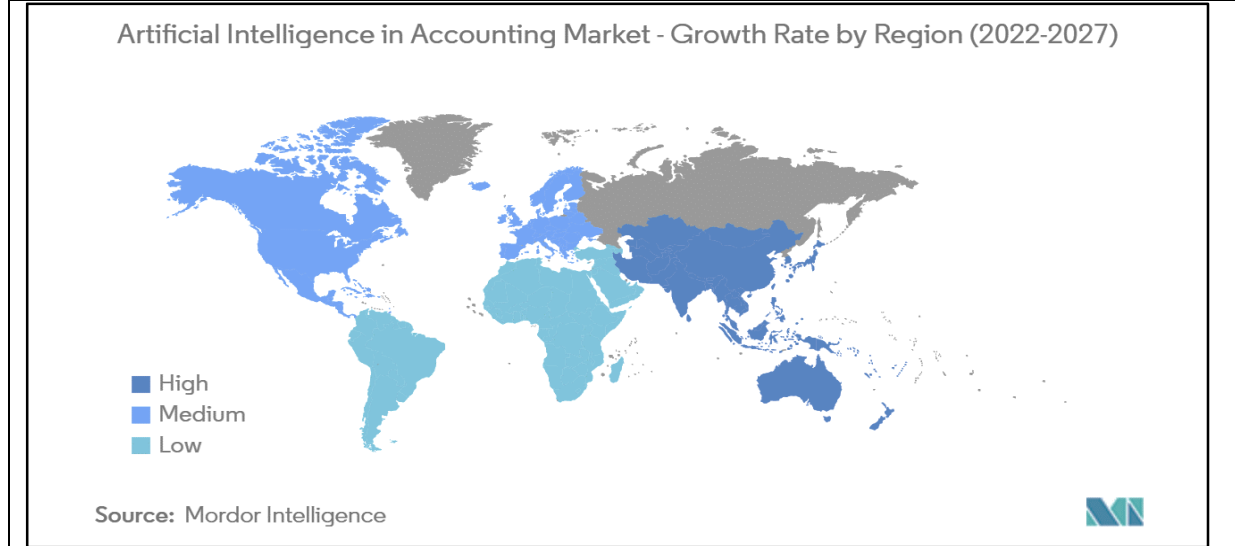 Artificial Intelligence in Accounting Market - Growth Rate by Region (2022-2027)
High
Medium
Low
Source: Mordor Intelligence